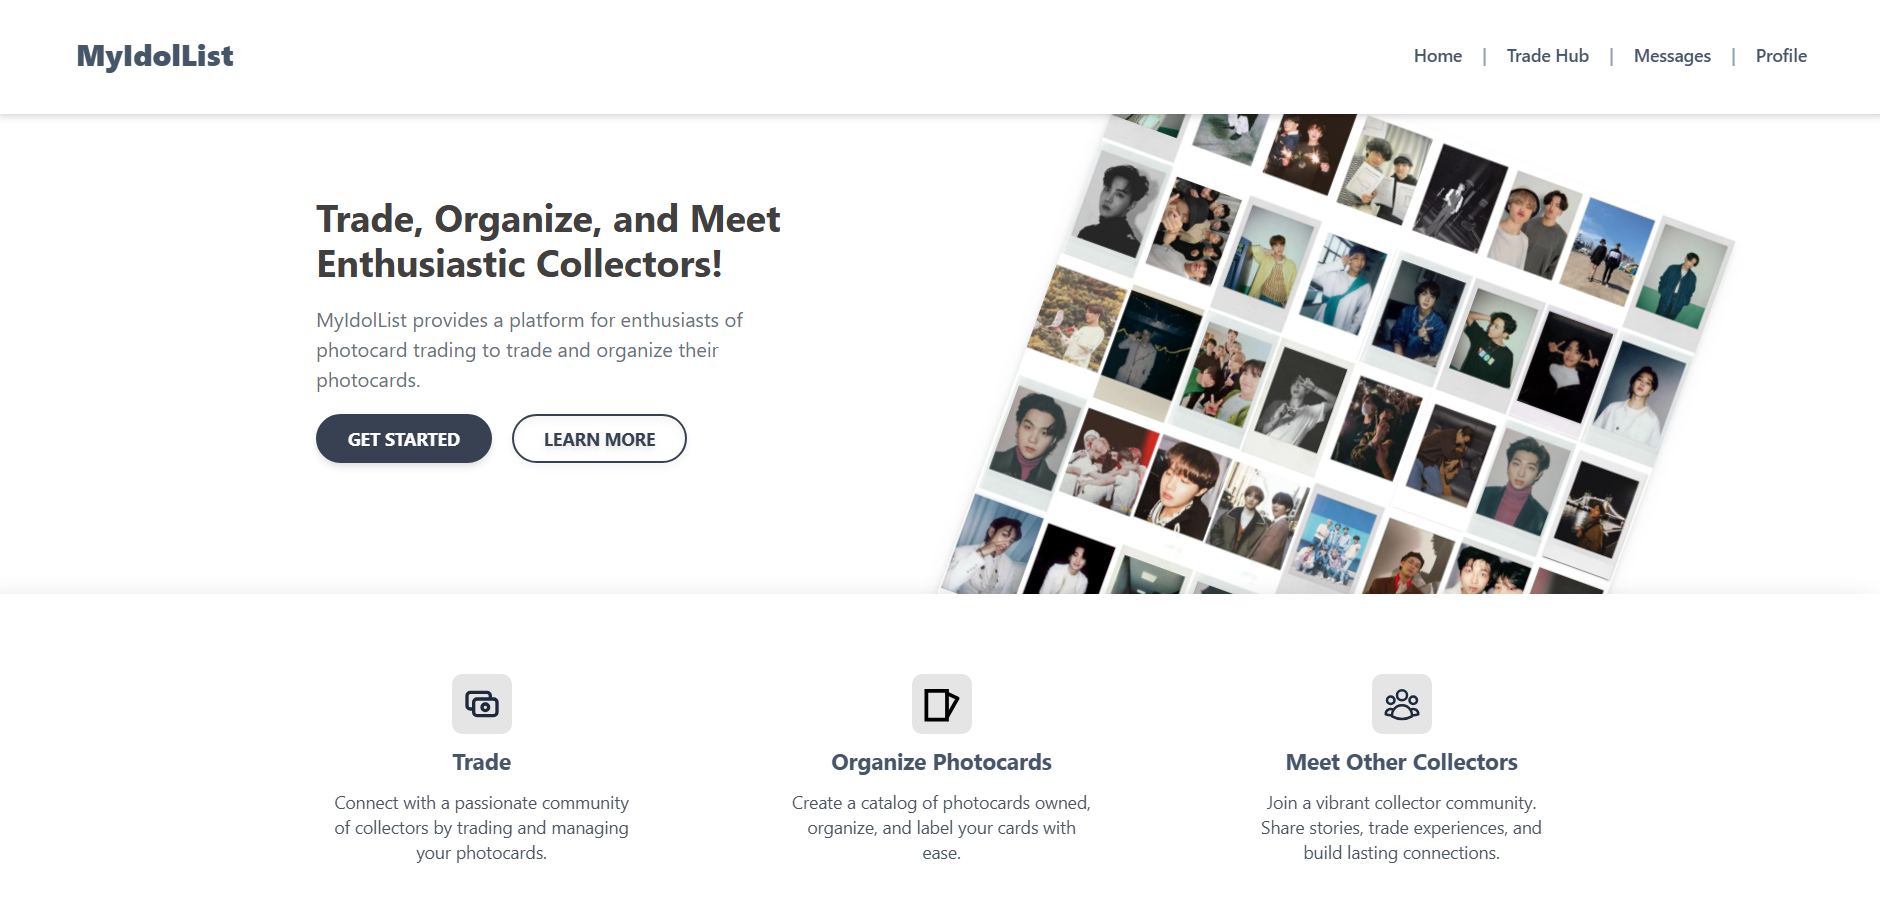 MyIdolList
Home | Trade Hub | Messages | Profile
Trade, Organize, and Meet
Enthusiastic Collectors!
MyIdolList provides a platform for enthusiasts of
photocard trading to trade and organize their
photocards.
GET STARTED
LEARN MORE
Trade
Connect with a passionate community
of collectors by trading and managing
your photocards.
Organize Photocards
Create a catalog of photocards owned,
organize, and label your cards with
ease.
Meet Other Collectors
Join a vibrant collector community.
Share stories, trade experiences, and
build lasting connections.